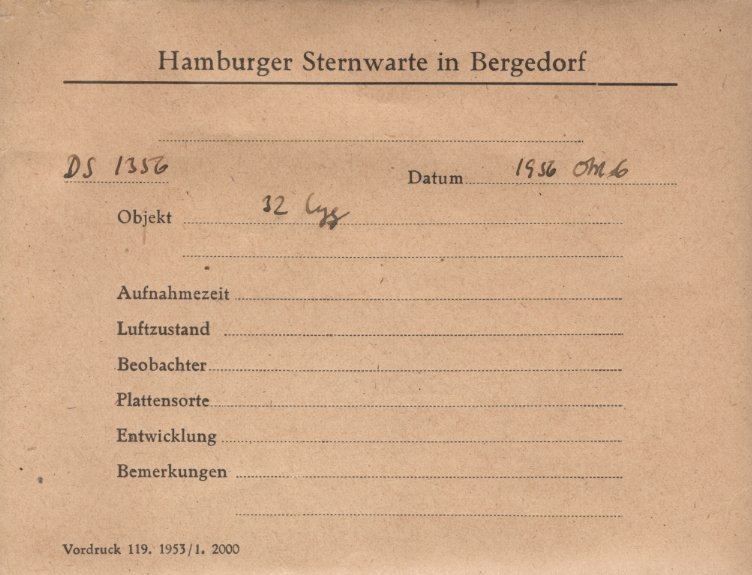 Hamburger Sternwarte in Bergedorf
DS 1356
Datum 1956 Okt 6
Objekt 32 Cyg
Aufnahmezeit
Luftzustand
Beobachter
Plattensorte
Entwicklung
Bemerkungen
Vordruck 119. 1953/1. 2000